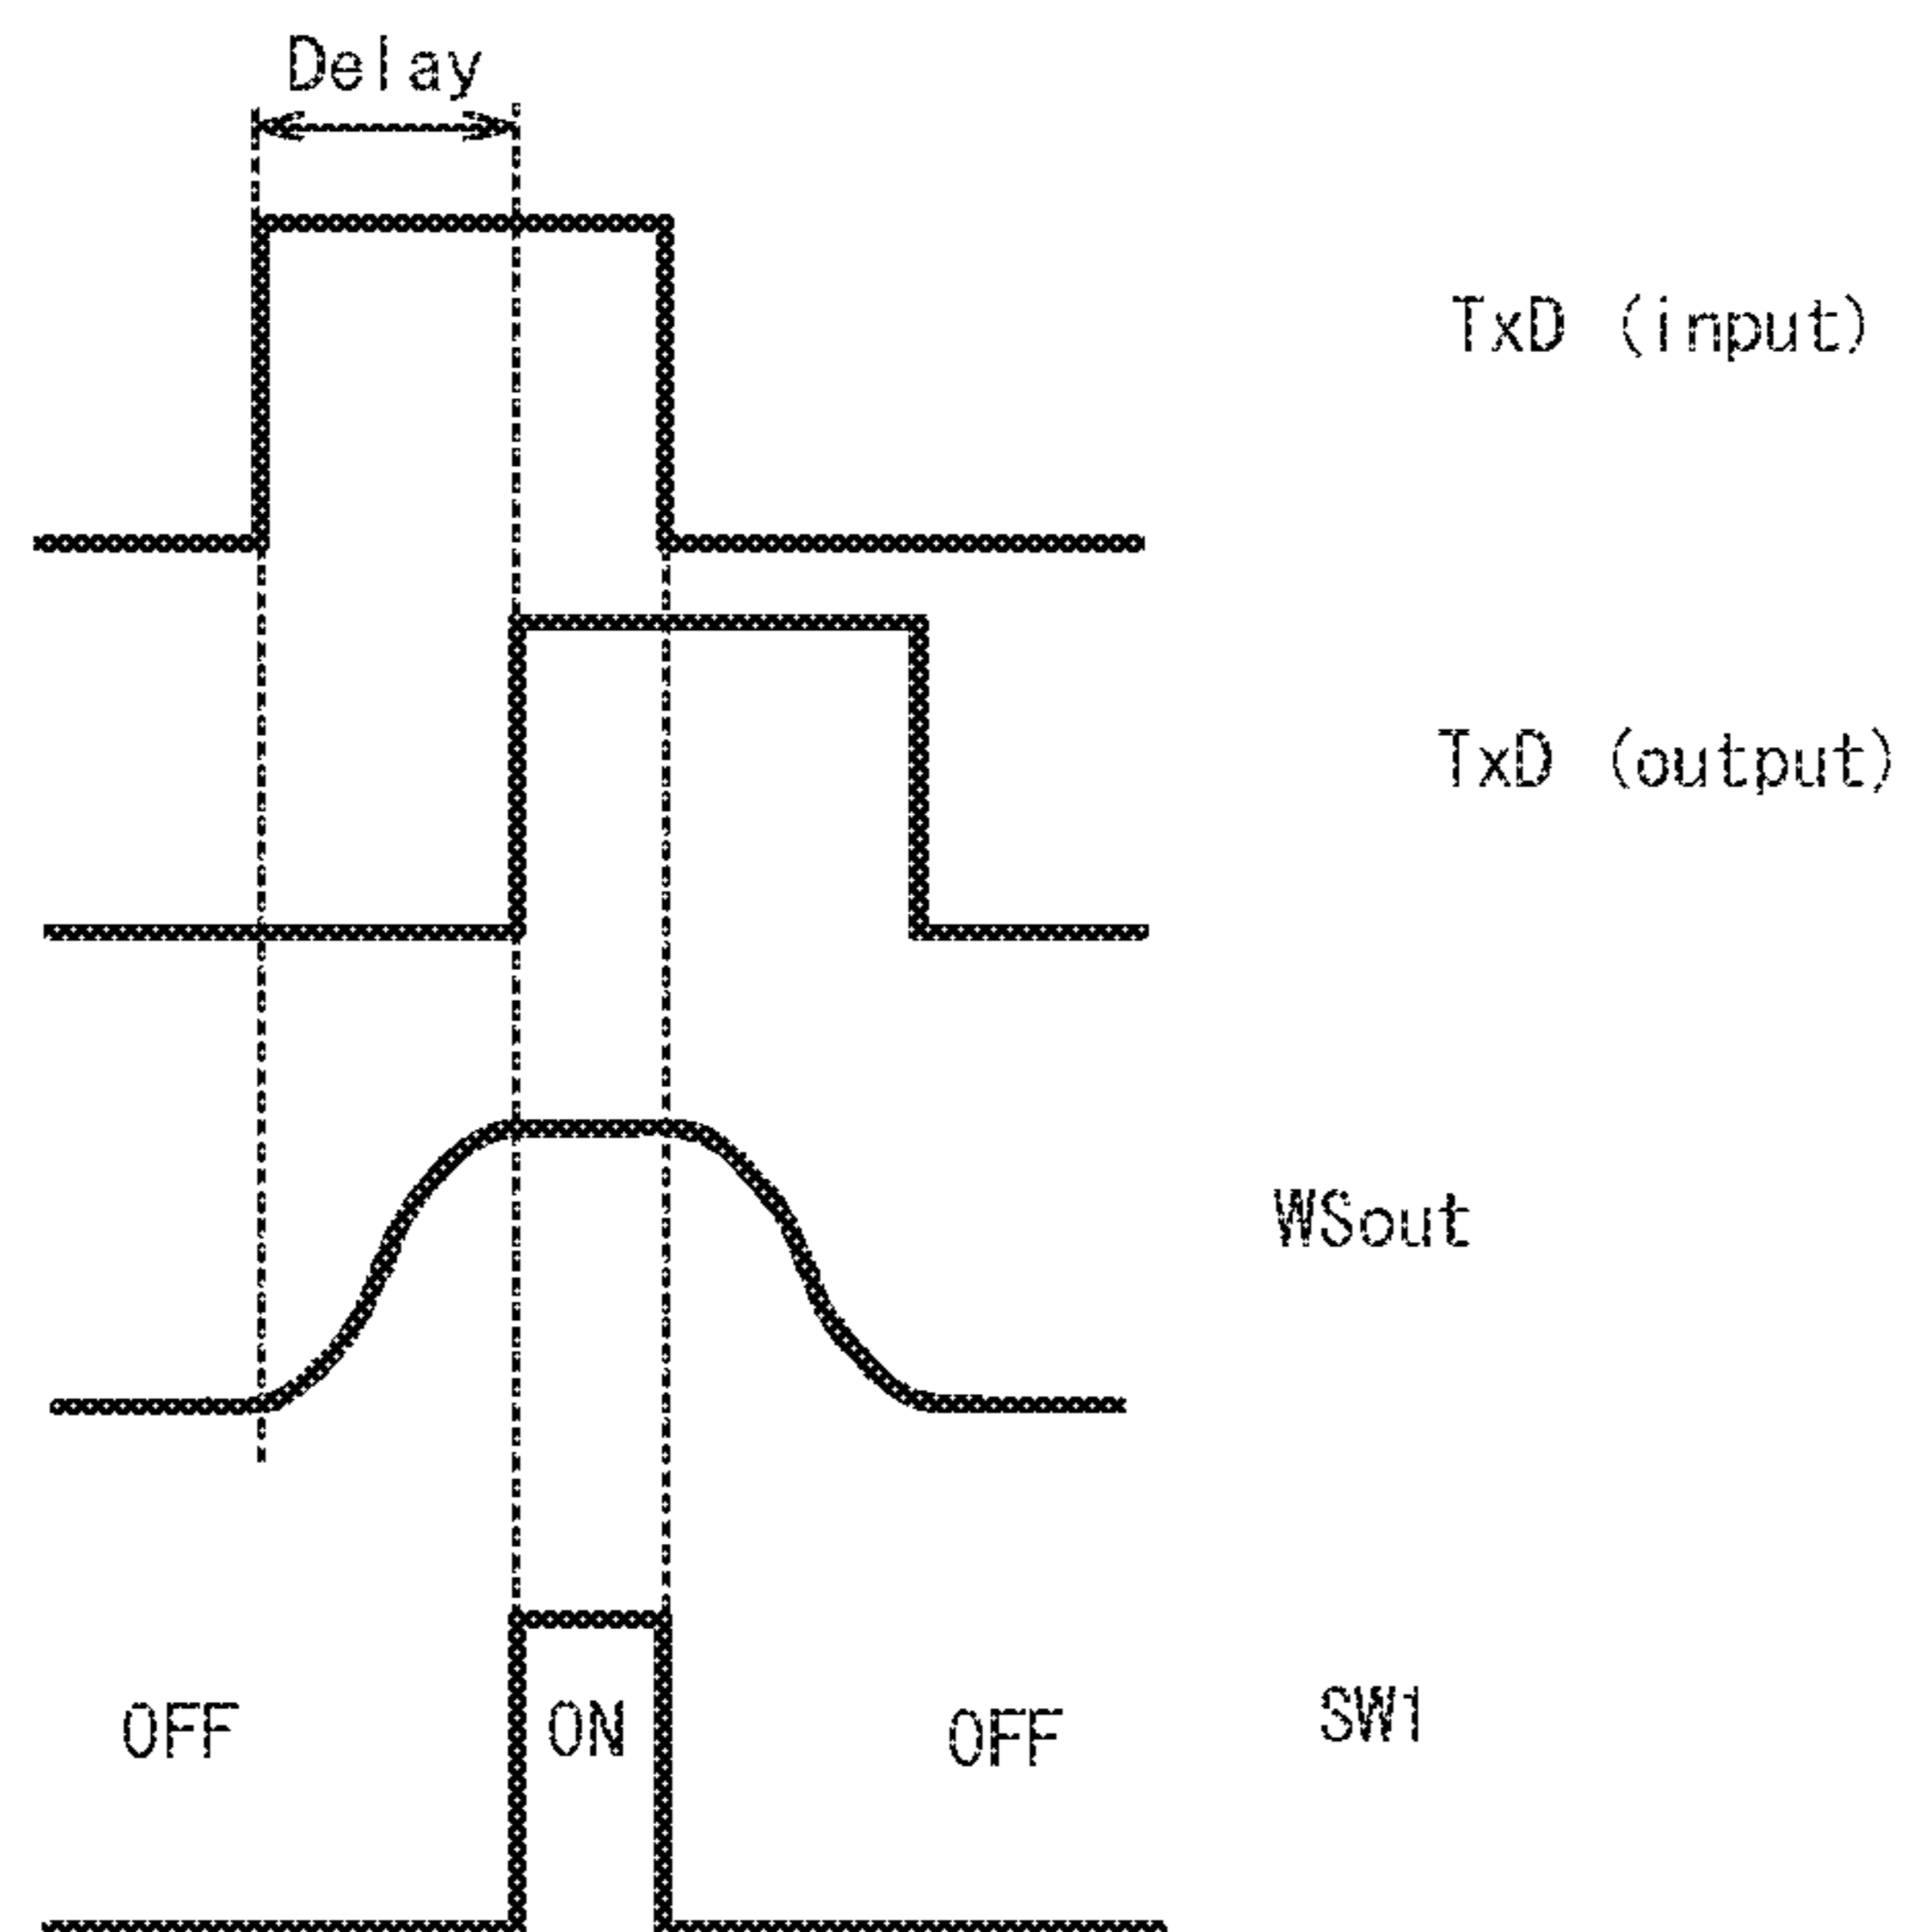 Delay
TxD (input)
TxD (output)
WSout
OFF ON OFF SW1